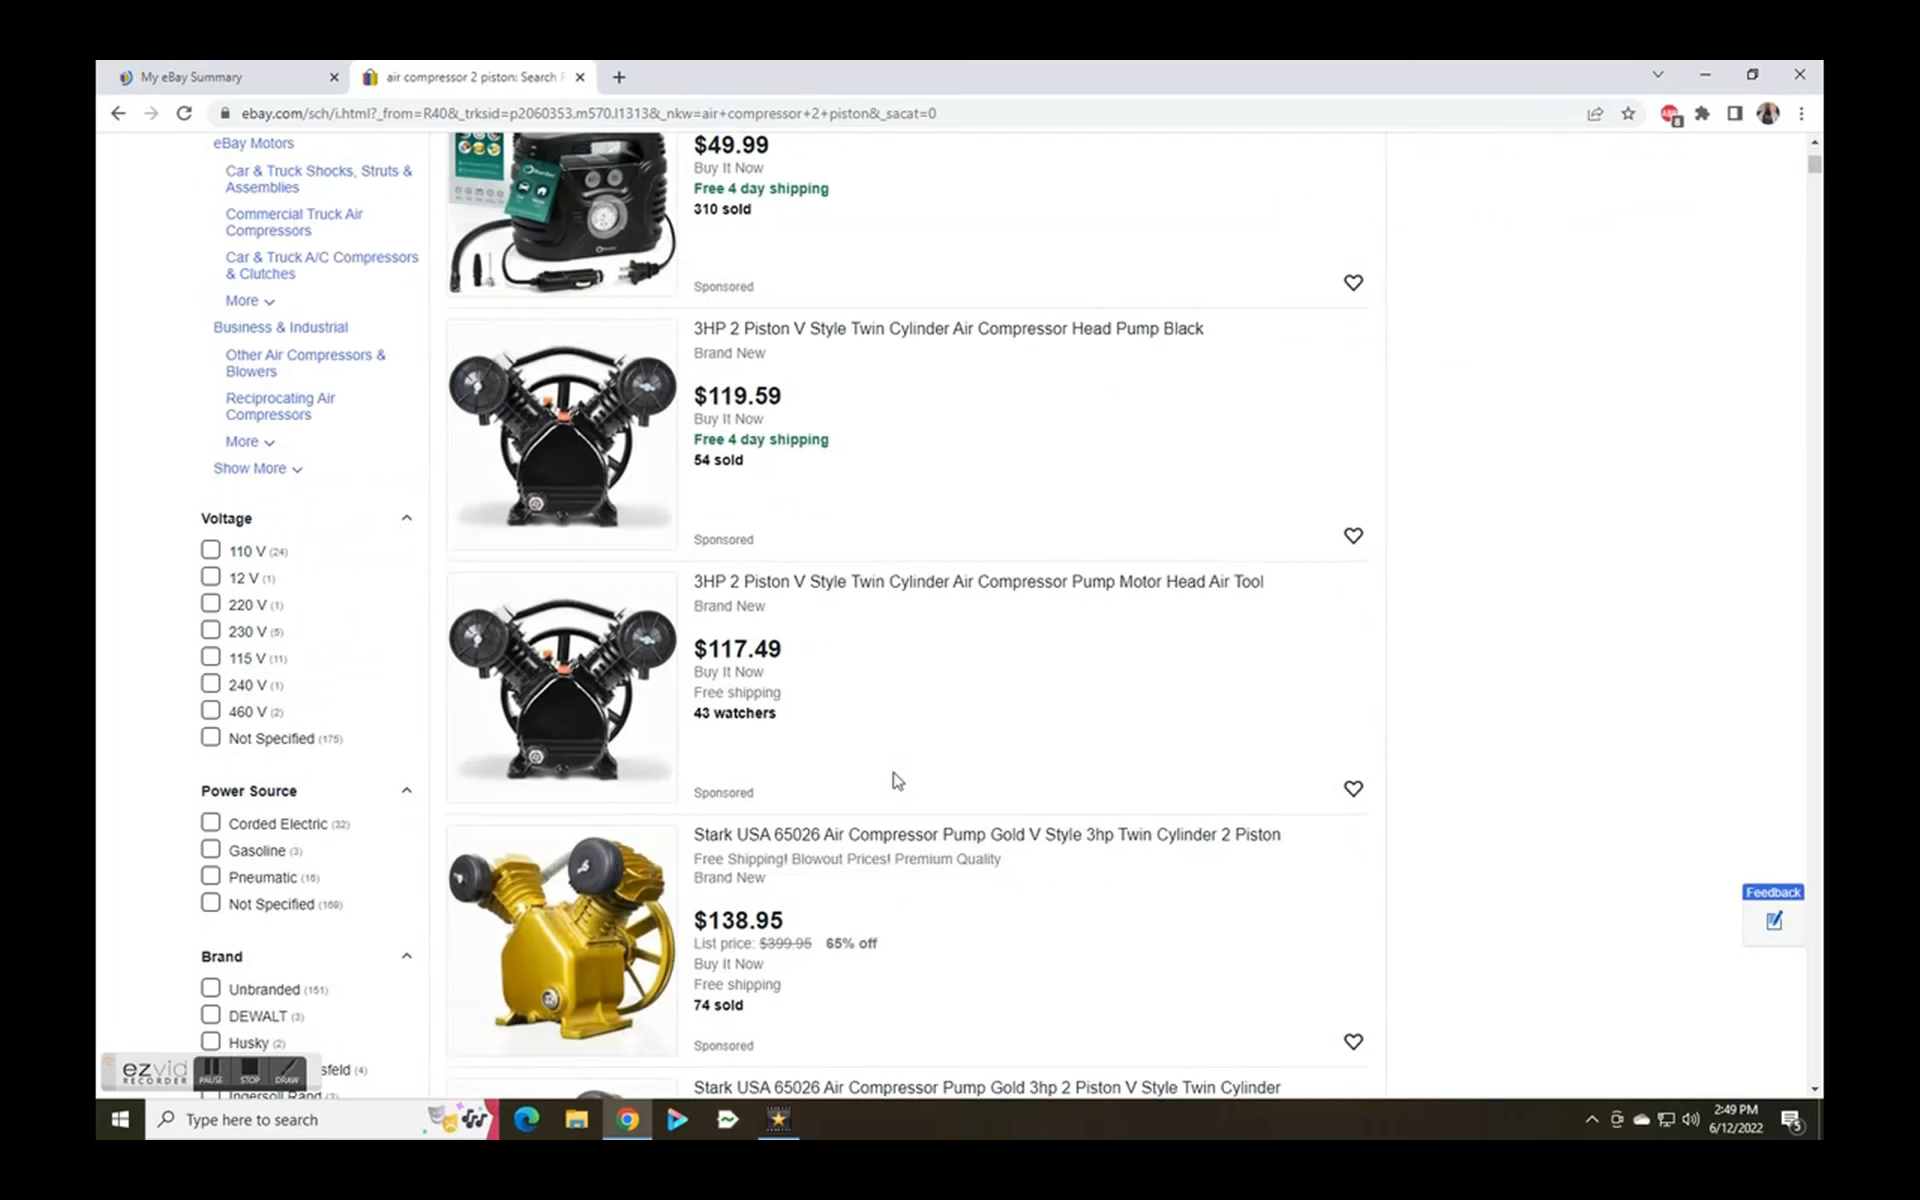 My eBay Summary
air compressor 2 piston: Search
ebay.com/sch/i.html?_from=R40&_trksid=p2060353.m570.l1313&_nkw=air+compressor+2+piston&_sacat=0
eBay Motors
Car & Truck Shocks, Struts &
Assemblies
Commercial Truck Air
Compressors
Car & Truck A/C Compressors
& Clutches
More
Business & Industrial
Other Air Compressors &
Blowers
Reciprocating Air
Compressors
More
Show More
Voltage
110 V (24)
12 V (1)
220 V (1)
230 V (5)
115 V (11)
240 V (1)
460 V (2)
Not Specified (175)
Power Source
Corded Electric (32)
Gasoline (3)
Pneumatic (16)
Not Specified (169)
Brand
Unbranded (151)
DEWALT (3)
Husky (2)
sfeld (4)
Ingersoll Rand
$49.99
Buy It Now
Free 4 day shipping
310 sold
Sponsored
3HP 2 Piston V Style Twin Cylinder Air Compressor Head Pump Black
Brand New
$119.59
Buy It Now
Free 4 day shipping
54 sold
Sponsored
3HP 2 Piston V Style Twin Cylinder Air Compressor Pump Motor Head Air Tool
Brand New
$117.49
Buy It Now
Free shipping
43 watchers
Sponsored
Stark USA 65026 Air Compressor Pump Gold V Style 3hp Twin Cylinder 2 Piston
Free Shipping! Blowout Prices! Premium Quality
Brand New
$138.95
List price: $399.95 65% off
Buy It Now
Free shipping
74 sold
Sponsored
Stark USA 65026 Air Compressor Pump Gold 3hp 2 Piston V Style Twin Cylinder
Feedback
ezvid
RECORDER
PAUSE STOP DRAW
Type here to search
2:49 PM
6/12/2022
5